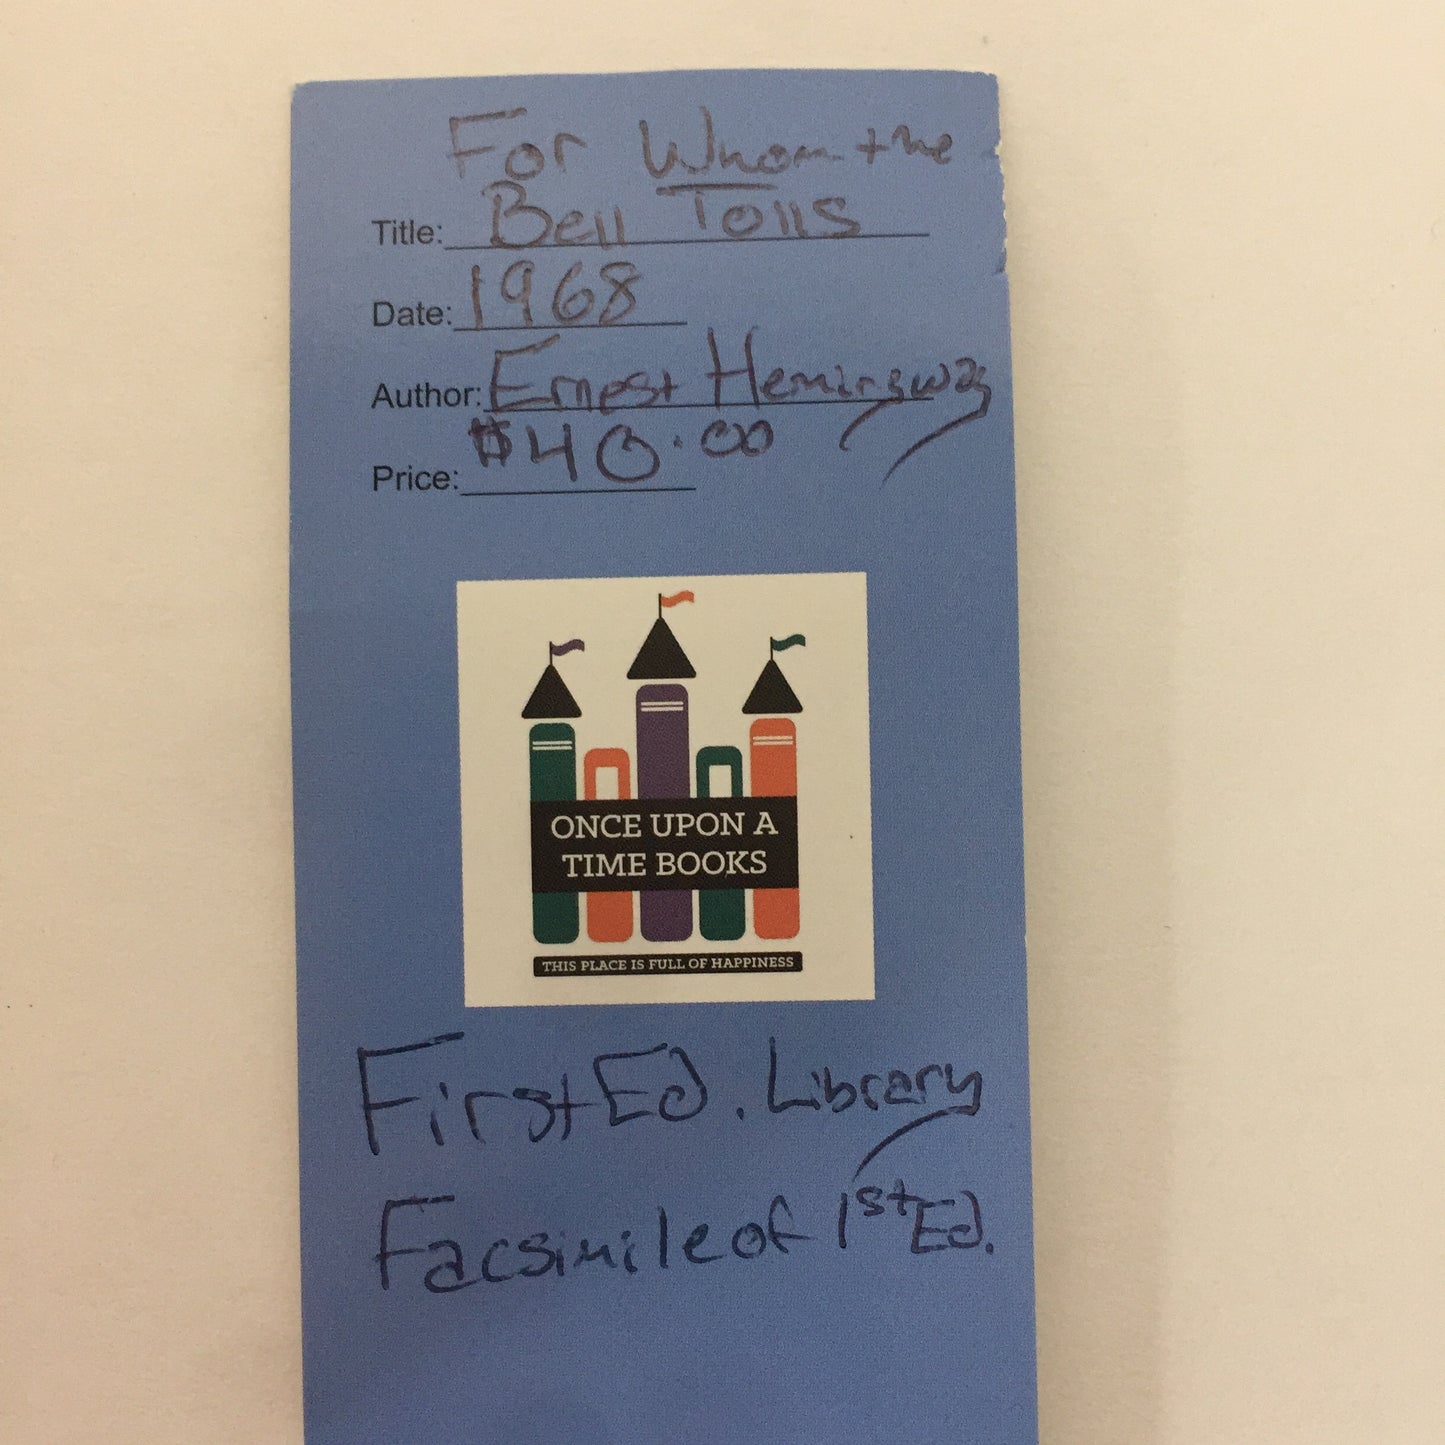 For Whom the
Title: Bell Tolls
Date: 1968
Author: Ernest Hemingway
Price: $40.00
ONCE UPON A
TIME BOOKS
THIS PLACE IS FULL OF HAPPINESS
First Ed. Library
Facsimile of 1st Ed.